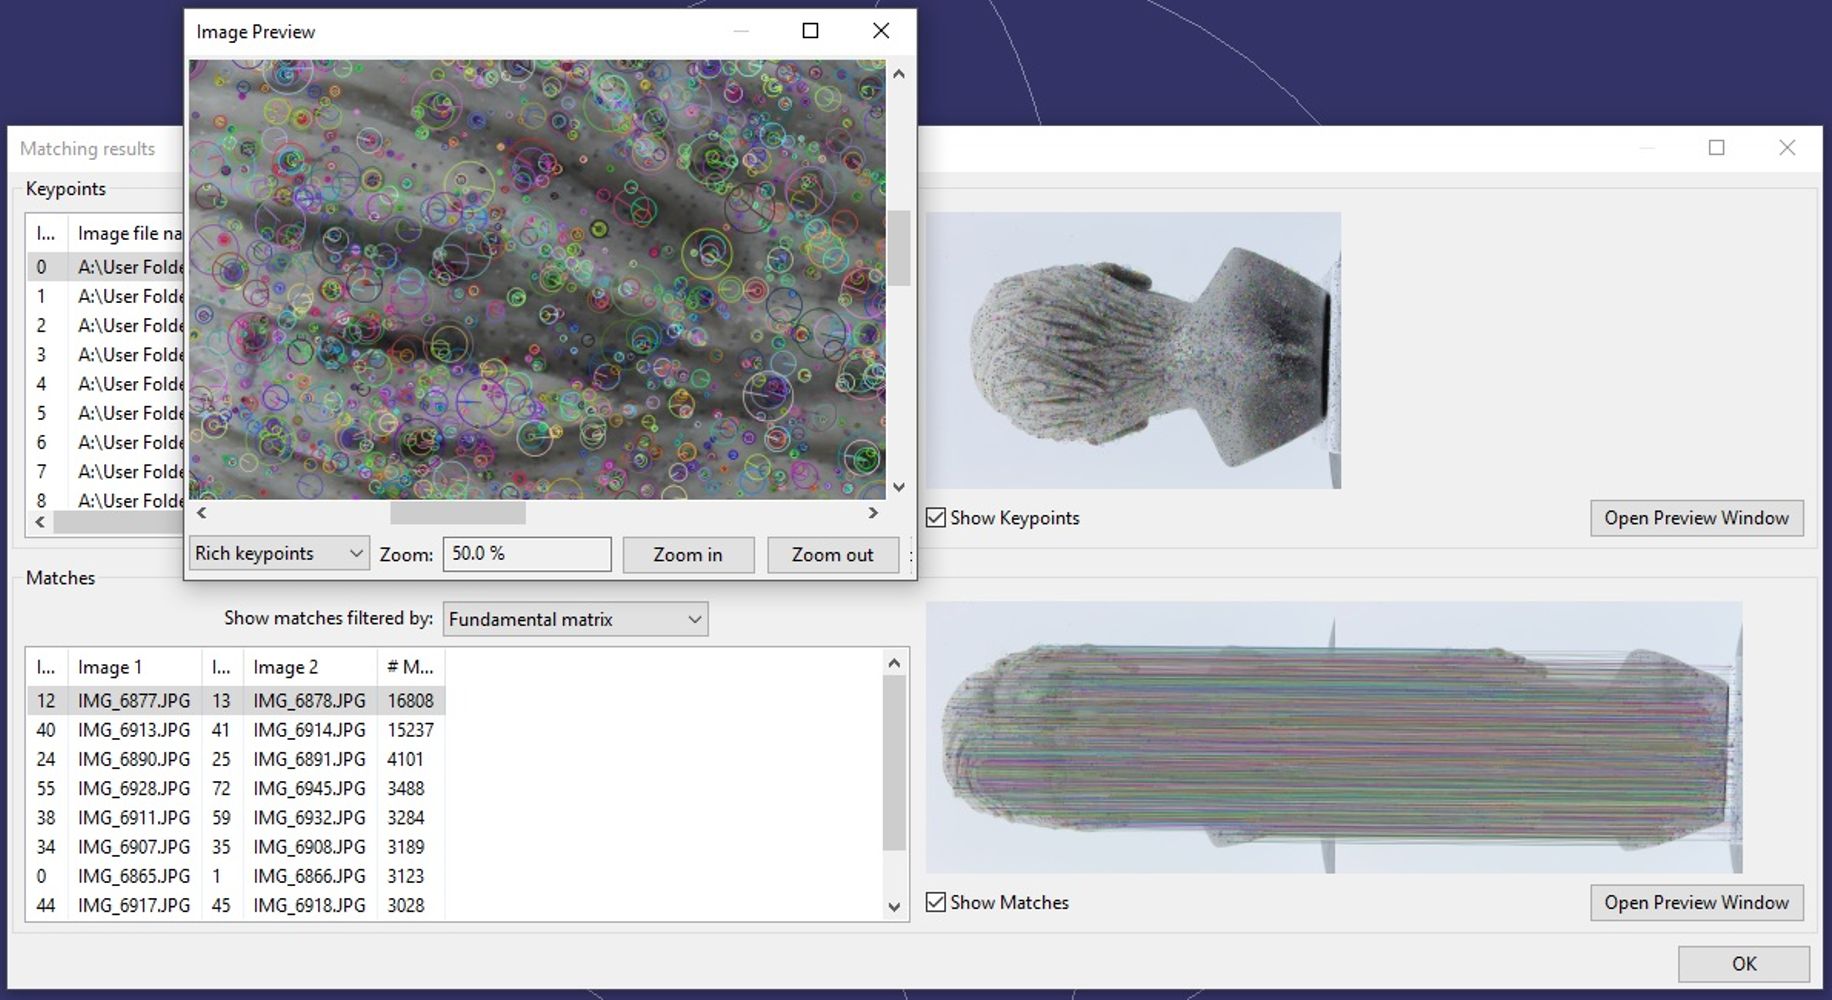 Image Preview
Matching results
Keypoints
I... Image file na
0 A:\User Folde
1 A:\User Folde
2 A:\User Folde
3 A:\User Folde
4 A:\User Folde
5 A:\User Folde
6 A:\User Folde
7 A:\User Folde
8 A:\User Folde
Rich keypoints Zoom: 50.0 % Zoom in Zoom out :
Show Keypoints Open Preview Window
Matches
Show matches filtered by: Fundamental matrix
I... Image 1 I... Image 2 # M...
12 IMG_6877.JPG 13 IMG_6878.JPG 16808
40 IMG_6913.JPG 41 IMG_6914.JPG 15237
24 IMG_6890.JPG 25 IMG_6891.JPG 4101
55 IMG_6928.JPG 72 IMG_6945.JPG 3488
38 IMG_6911.JPG 59 IMG_6932.JPG 3284
34 IMG_6907.JPG 35 IMG_6908.JPG 3189
0 IMG_6865.JPG 1 IMG_6866.JPG 3123
44 IMG_6917.JPG 45 IMG_6918.JPG 3028
Show Matches Open Preview Window
OK